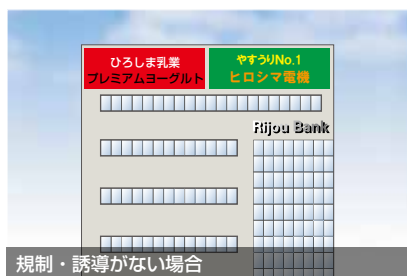 ひろしま乳業
プレミアムヨーグルト
やすうりNo.1
ヒロシマ電機
Rijou Bank
規制・誘導がない場合